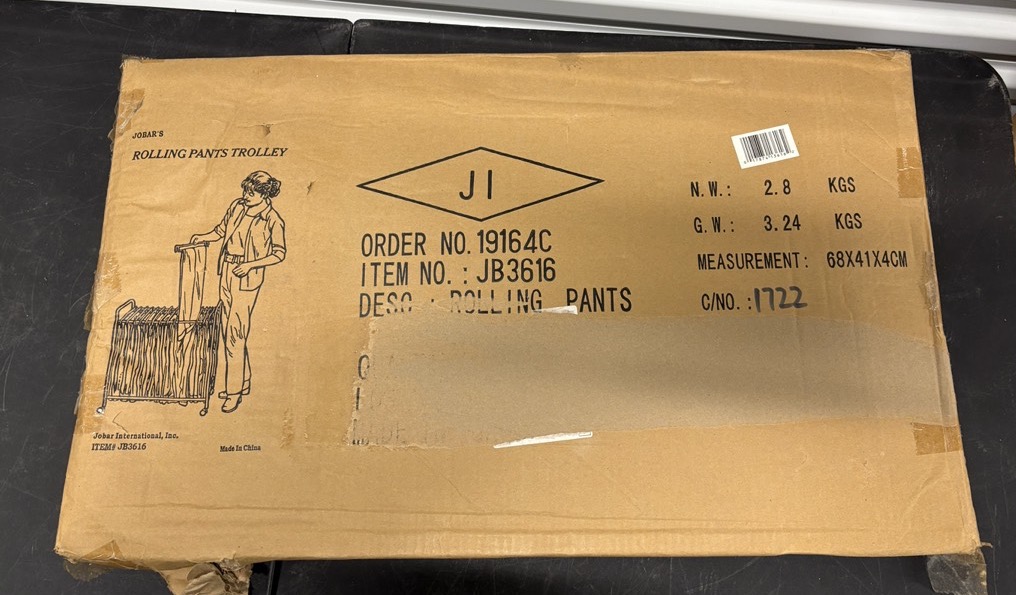 JOBAR'S
ROLLING PANTS TROLLEY
JI
ORDER NO. 19164C
ITEM NO. : JB3616
DESC : ROLLING PANTS
N.W.: 2.8 KGS
G.W.: 3.24 KGS
MEASUREMENT: 68X41X4CM
C/NO.: 1722
Jobar International, Inc.
ITEM# JB3616
Made In China